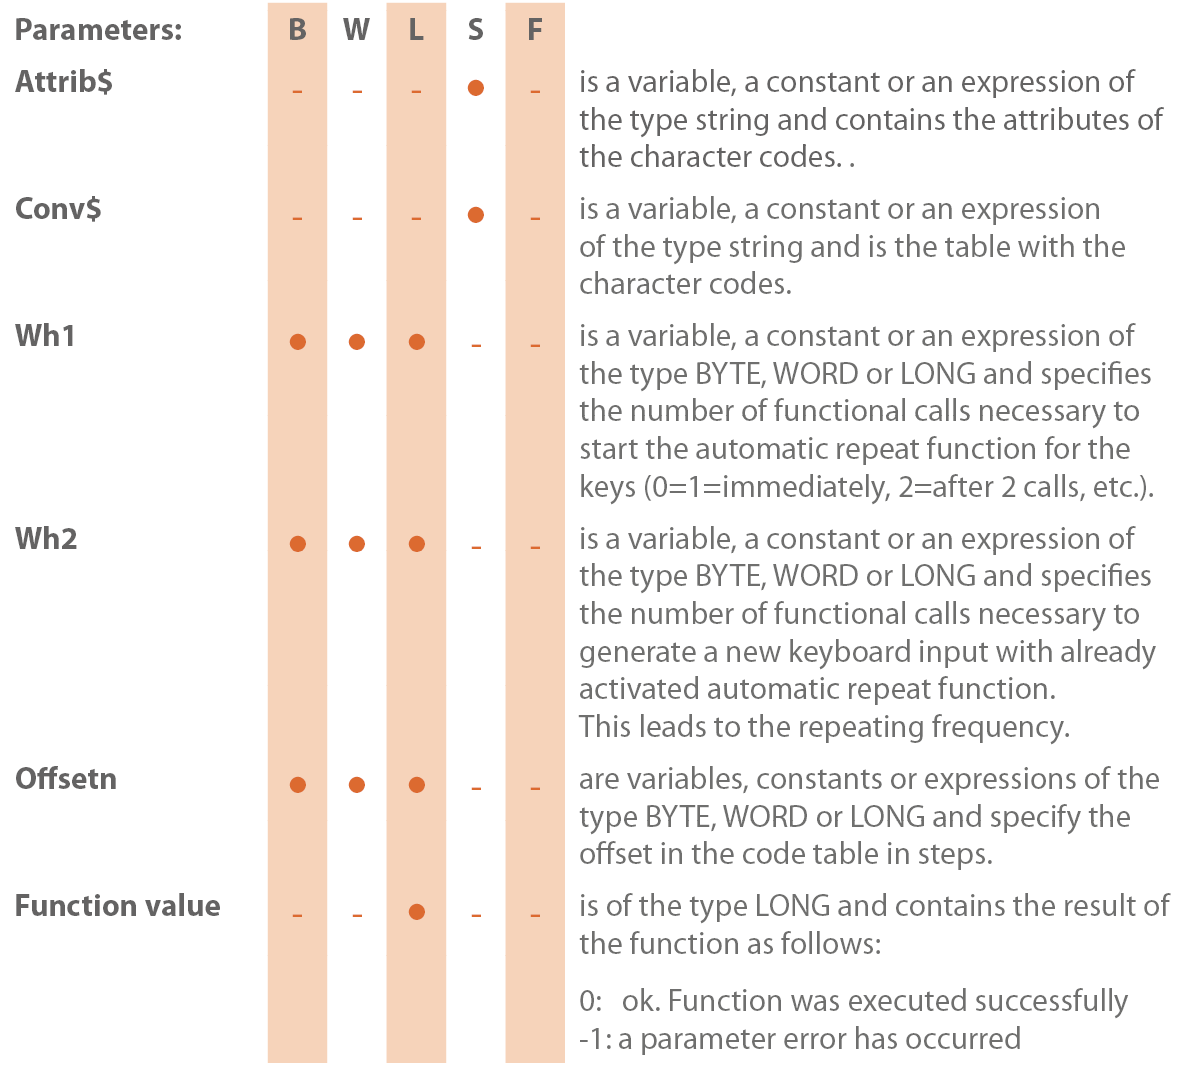 Parameters: B W L S F
Attrib$ - - - ● - is a variable, a constant or an expression of
the type string and contains the attributes of
the character codes. .
Conv$ - - - ● - is a variable, a constant or an expression
of the type string and is the table with the
character codes.
Wh1 ● ● ● - - is a variable, a constant or an expression of
the type BYTE, WORD or LONG and specifies
the number of functional calls necessary to
start the automatic repeat function for the
keys (0=1=immediately, 2=after 2 calls, etc.).
Wh2 ● ● ● - - is a variable, a constant or an expression of
the type BYTE, WORD or LONG and specifies
the number of functional calls necessary to
generate a new keyboard input with already
activated automatic repeat function.
This leads to the repeating frequency.
Offsetn ● ● ● - - are variables, constants or expressions of the
type BYTE, WORD or LONG and specify the
offset in the code table in steps.
Function value - - ● - - is of the type LONG and contains the result of
the function as follows:
0: ok. Function was executed successfully
-1: a parameter error has occurred